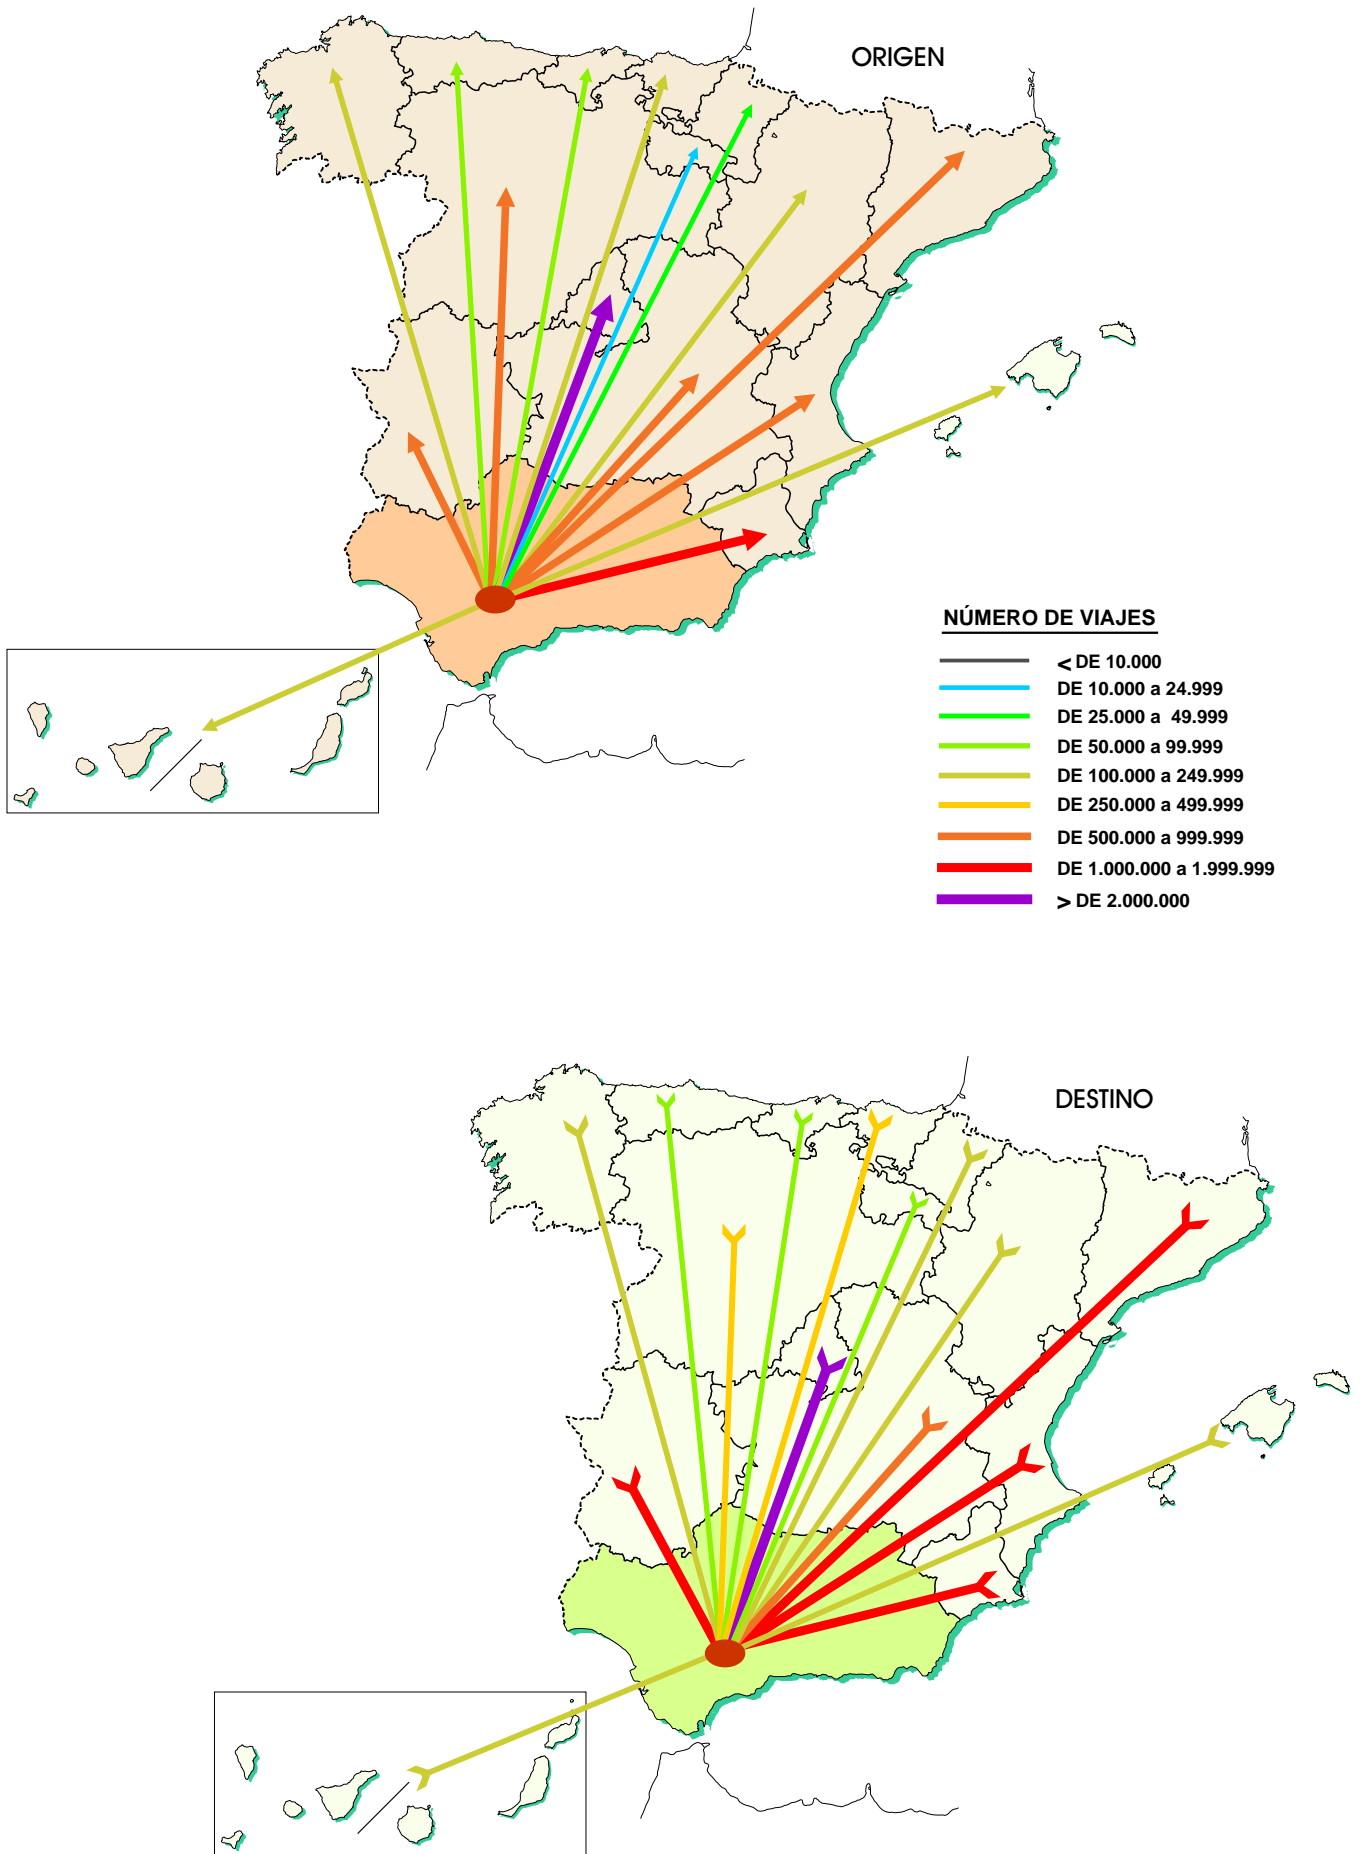 ORIGEN
NÚMERO DE VIAJES
< DE 10.000
DE 10.000 a 24.999
DE 25.000 a 49.999
DE 50.000 a 99.999
DE 100.000 a 249.999
DE 250.000 a 499.999
DE 500.000 a 999.999
DE 1.000.000 a 1.999.999
> DE 2.000.000
DESTINO